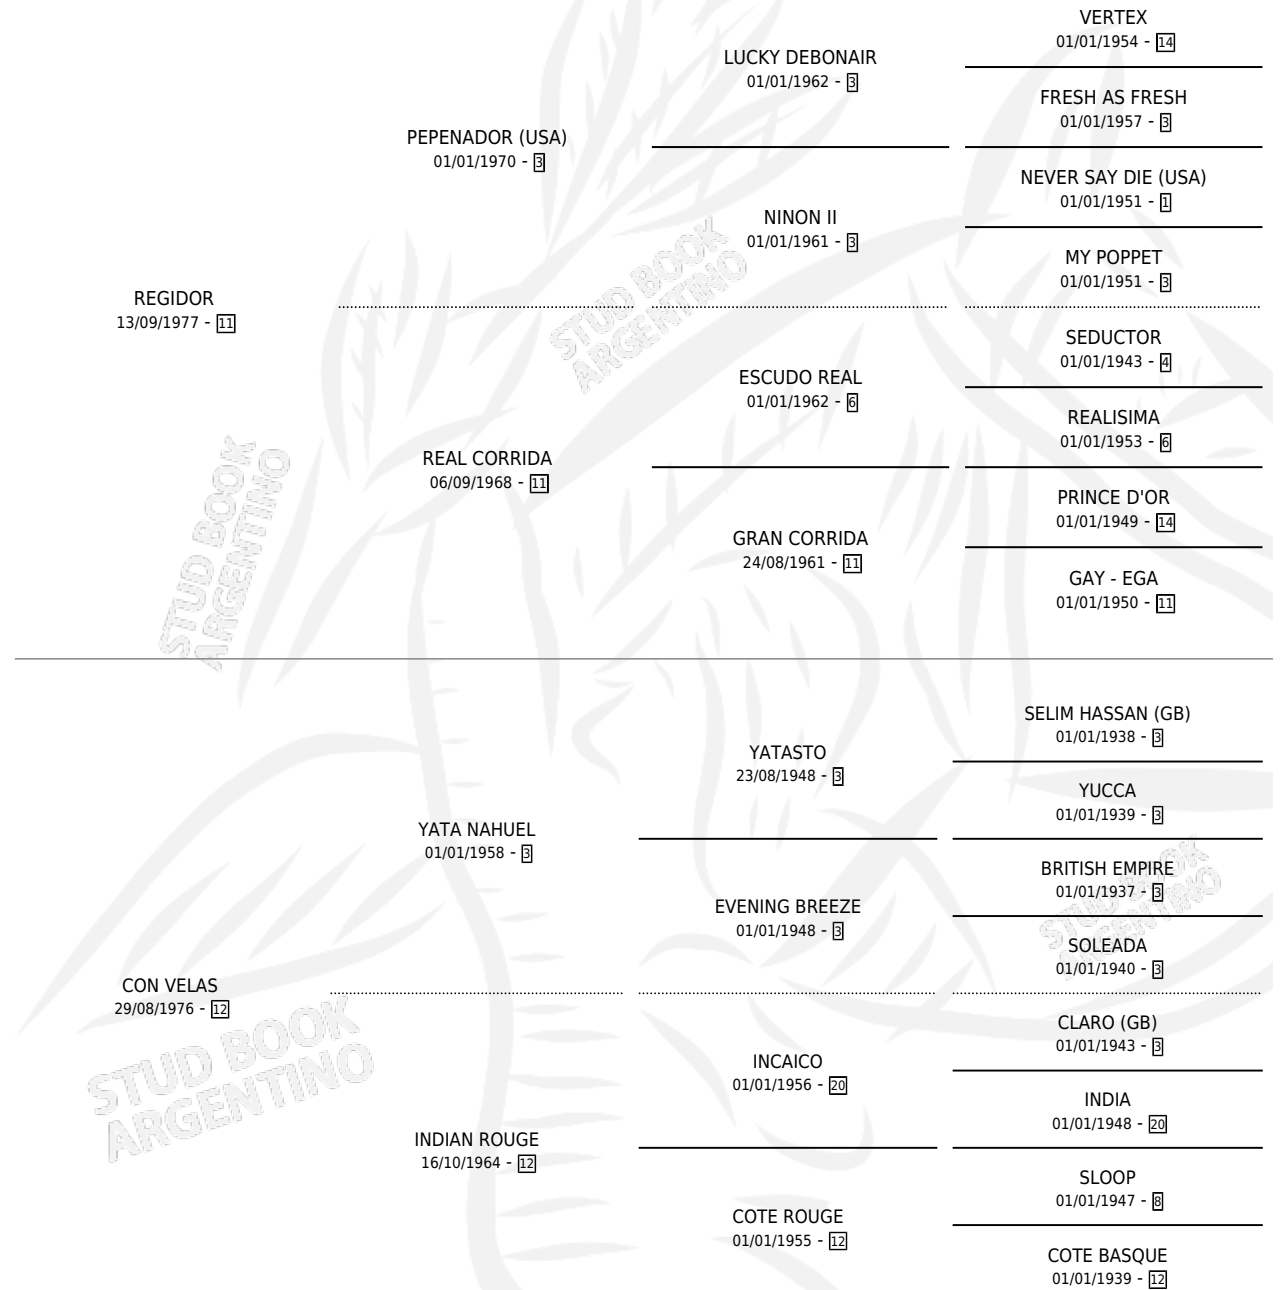 VERTEX
01/01/1954 - 14
LUCKY DEBONAIR
01/01/1962 - 3
FRESH AS FRESH
01/01/1957 - 3
PEPENADOR (USA)
01/01/1970 - 3
NEVER SAY DIE (USA)
01/01/1951 - 1
NINON II
01/01/1961 - 3
MY POPPET
01/01/1951 - 3
REGIDOR
13/09/1977 - 11
SEDUCTOR
01/01/1943 - 4
ESCUDO REAL
01/01/1962 - 6
REALISIMA
01/01/1953 - 6
REAL CORRIDA
06/09/1968 - 11
PRINCE D'OR
01/01/1949 - 14
GRAN CORRIDA
24/08/1961 - 11
GAY - EGA
01/01/1950 - 11
SELIM HASSAN (GB)
01/01/1938 - 3
YATASTO
23/08/1948 - 3
YUCCA
01/01/1939 - 3
YATA NAHUEL
01/01/1958 - 3
BRITISH EMPIRE
01/01/1937 - 3
EVENING BREEZE
01/01/1948 - 3
SOLEADA
01/01/1940 - 3
CON VELAS
29/08/1976 - 12
CLARO (GB)
01/01/1943 - 3
INCAICO
01/01/1956 - 20
INDIA
01/01/1948 - 20
INDIAN ROUGE
16/10/1964 - 12
SLOOP
01/01/1947 - 8
COTE ROUGE
01/01/1955 - 12
COTE BASQUE
01/01/1939 - 12
STUD BOOK
ARGENTINO
STUD BOOK
ARGENTINO
STUD BOOK
ARGENTINO
STUD BOOK
ARGENTINO